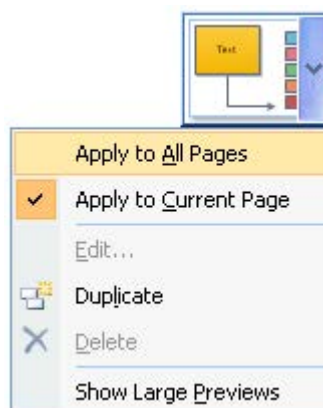 Text
Apply to All Pages
Apply to Current Page
Edit...
Duplicate
Delete
Show Large Previews